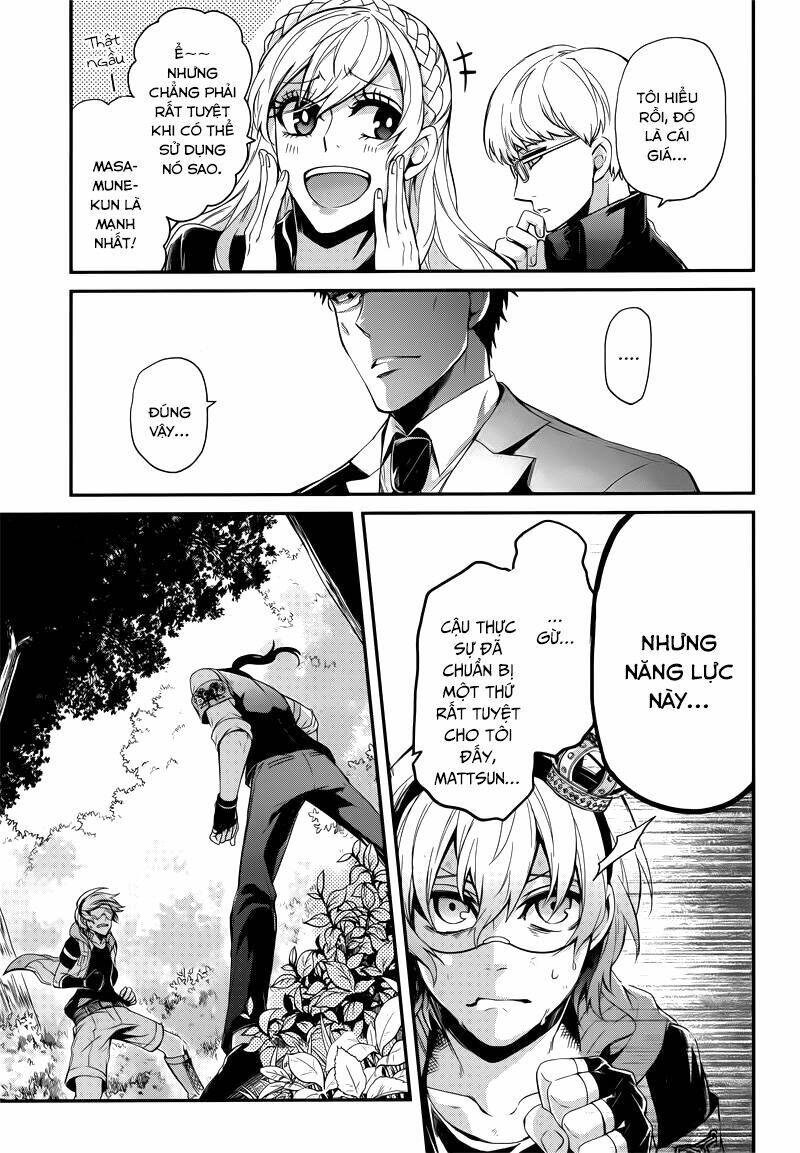 TÔI HIỂU
RỒI, ĐÓ
LÀ CÁI
GIÁ...
Ể~~
NHƯNG
CHẲNG PHẢI
RẤT TUYỆT
KHI CÓ THỂ
SỬ DỤNG
NÓ SAO.
Thật
ngầu
!
MASA-
MUNE-
KUN LÀ
MẠNH
NHẤT!
....
ĐÚNG
VẬY...
NHƯNG
NĂNG LỰC
NÀY...
...
GỪ...
CẬU THỰC
SỰ ĐÃ
CHUẨN BỊ
MỘT THỨ
RẤT TUYỆT
CHO TÔI
ĐẤY,
MATTSUN...